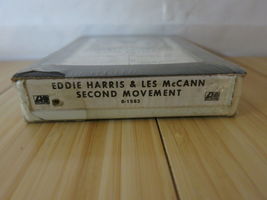 EDDIE HARRIS & LES McCANN
SECOND MOVEMENT